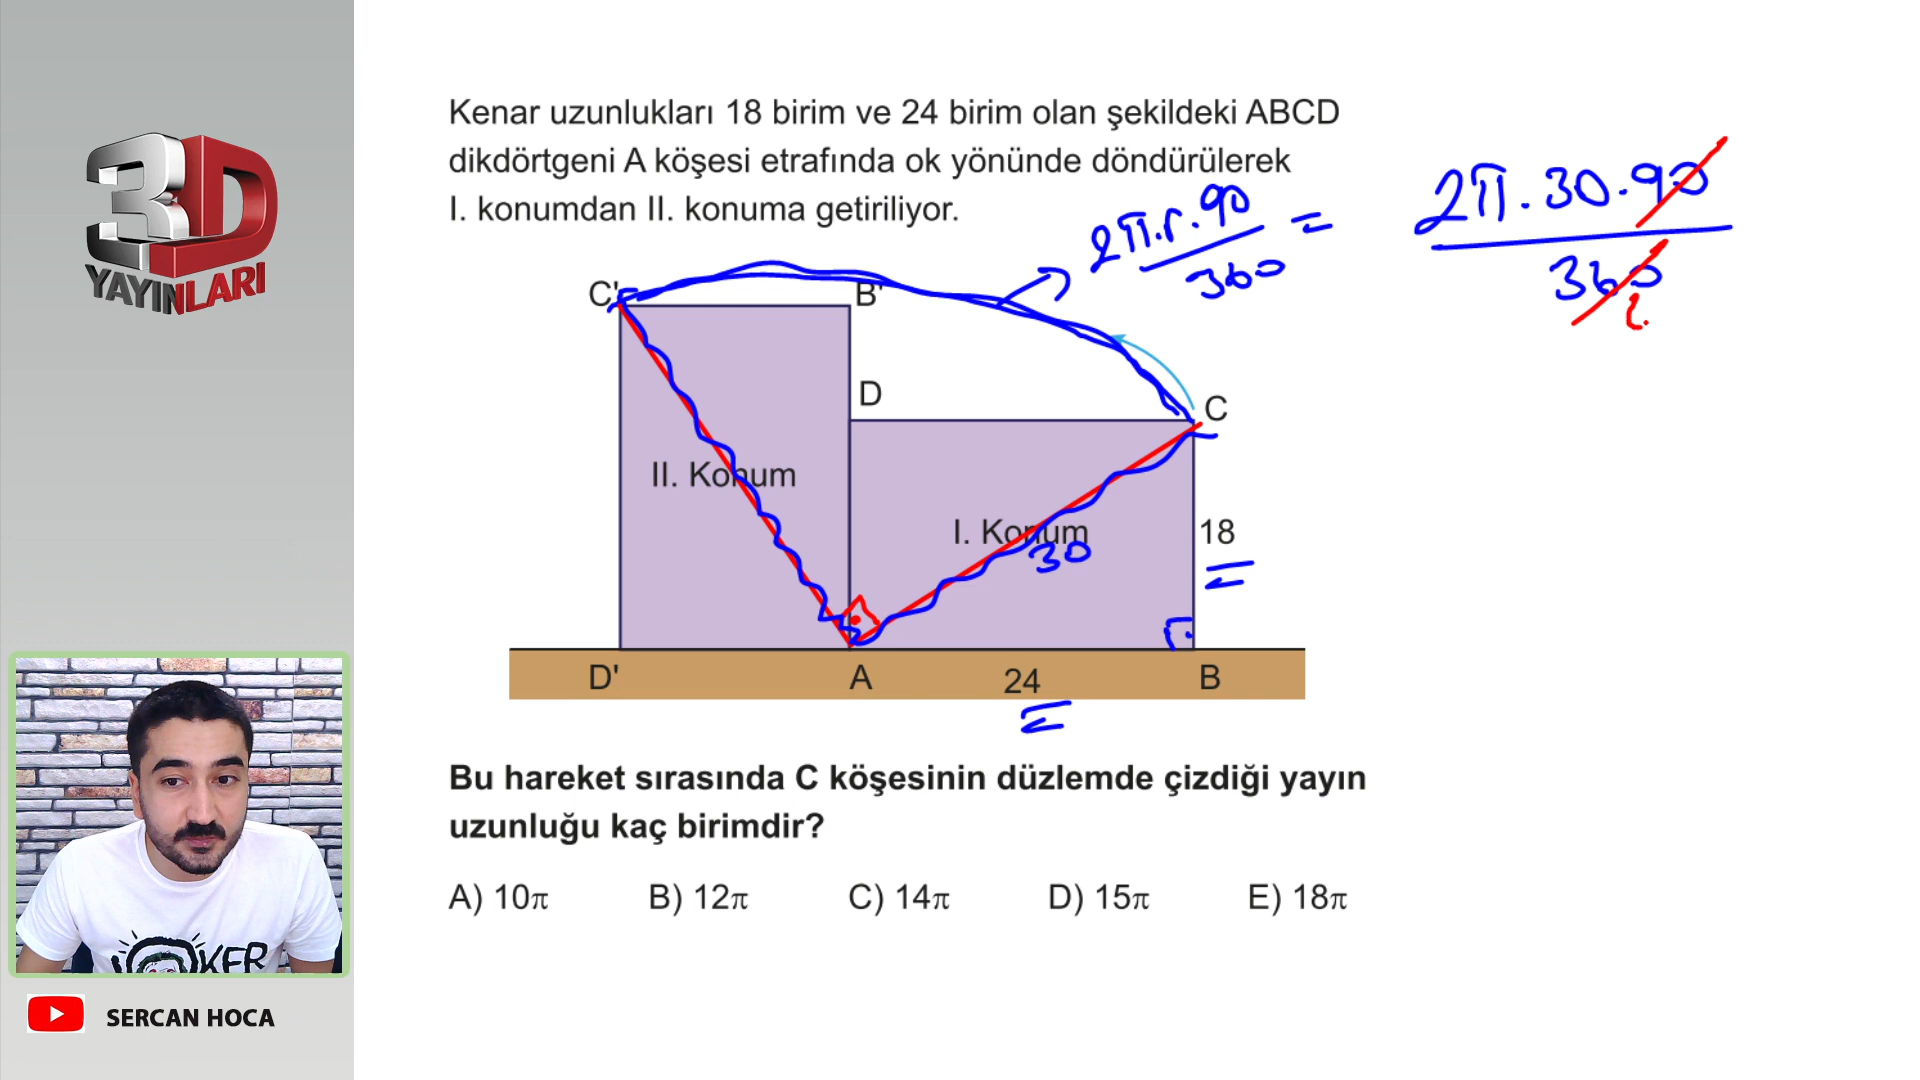 3D
YAYINLARI
Kenar uzunlukları 18 birim ve 24 birim olan şekildeki ABCD
dikdörtgeni A köşesi etrafında ok yönünde döndürülerek
I. konumdan II. konuma getiriliyor.
2π.r.90
360
=
2π.30.90
360
C'
B'
D
C
II. Konum
I. Konum
30
18
D'
A
24
B
Bu hareket sırasında C köşesinin düzlemde çizdiği yayın
uzunluğu kaç birimdir?
A) 10π B) 12π C) 14π D) 15π E) 18π
SERCAN HOCA